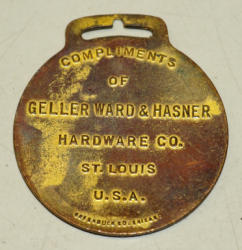 COMPLIMENTS
OF
GELLER WARD & HASNER
HARDWARE CO.
ST. LOUIS
U.S.A.